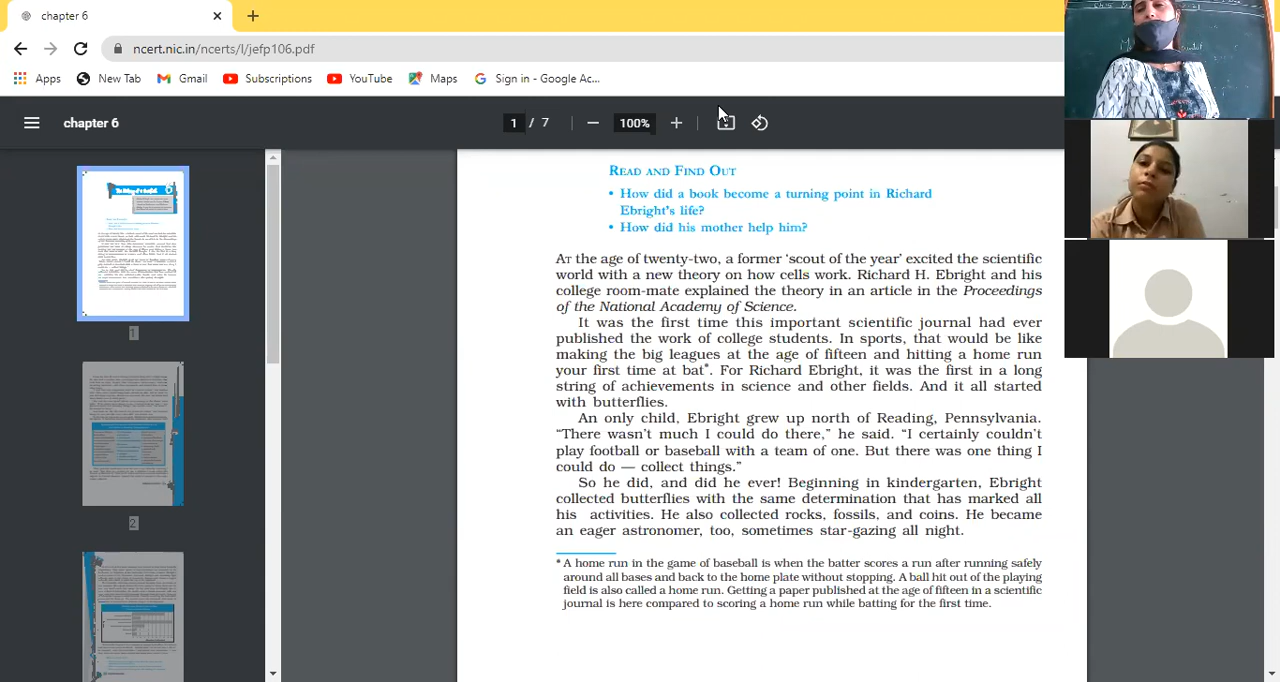 chapter 6
ncert.nic.in/ncerts/l/jefp106.pdf
Apps New Tab Gmail Subscriptions YouTube Maps Sign in - Google Ac...
chapter 6
1 / 7
100%
READ AND FIND OUT
• How did a book become a turning point in Richard
Ebright's life?
• How did his mother help him?
At the age of twenty-two, a former 'scout of the year' excited the scientific
world with a new theory on how cells work. Richard H. Ebright and his
college room-mate explained the theory in an article in the Proceedings
of the National Academy of Science.
It was the first time this important scientific journal had ever
published the work of college students. In sports, that would be like
making the big leagues at the age of fifteen and hitting a home run
your first time at bat*. For Richard Ebright, it was the first in a long
string of achievements in science and other fields. And it all started
with butterflies.
An only child, Ebright grew up north of Reading, Pennsylvania.
"There wasn't much I could do there," he said. "I certainly couldn't
play football or baseball with a team of one. But there was one thing I
could do — collect things."
So he did, and did he ever! Beginning in kindergarten, Ebright
collected butterflies with the same determination that has marked all
his activities. He also collected rocks, fossils, and coins. He became
an eager astronomer, too, sometimes star-gazing all night.
* A home run in the game of baseball is when the batter scores a run after running safely
around all bases and back to the home plate without stopping. A ball hit out of the playing
field is also called a home run. Getting a paper published at the age of fifteen in a scientific
journal is here compared to scoring a home run while batting for the first time.
1
2